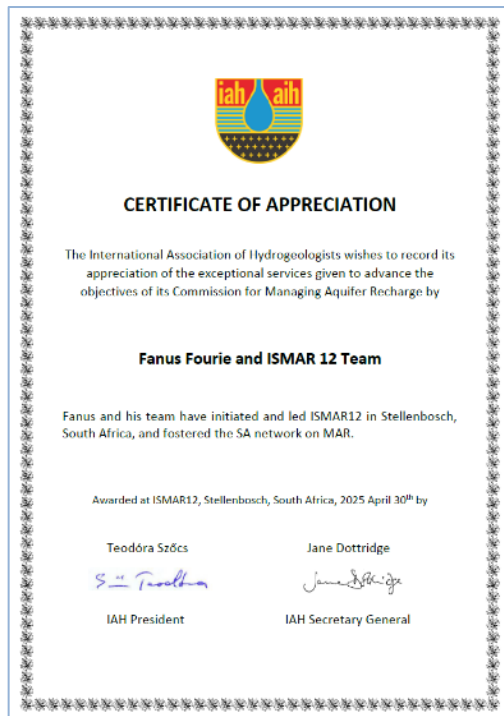 iah aih
CERTIFICATE OF APPRECIATION
The International Association of Hydrogeologists wishes to record its
appreciation of the exceptional services given to advance the
objectives of its Commission for Managing Aquifer Recharge by
Fanus Fourie and ISMAR 12 Team
Fanus and his team have initiated and led ISMAR12 in Stellenbosch,
South Africa, and fostered the SA network on MAR.
Awarded at ISMAR12, Stellenbosch, South Africa, 2025 April 30th by
Teodóra Szőcs Jane Dottridge
IAH President IAH Secretary General